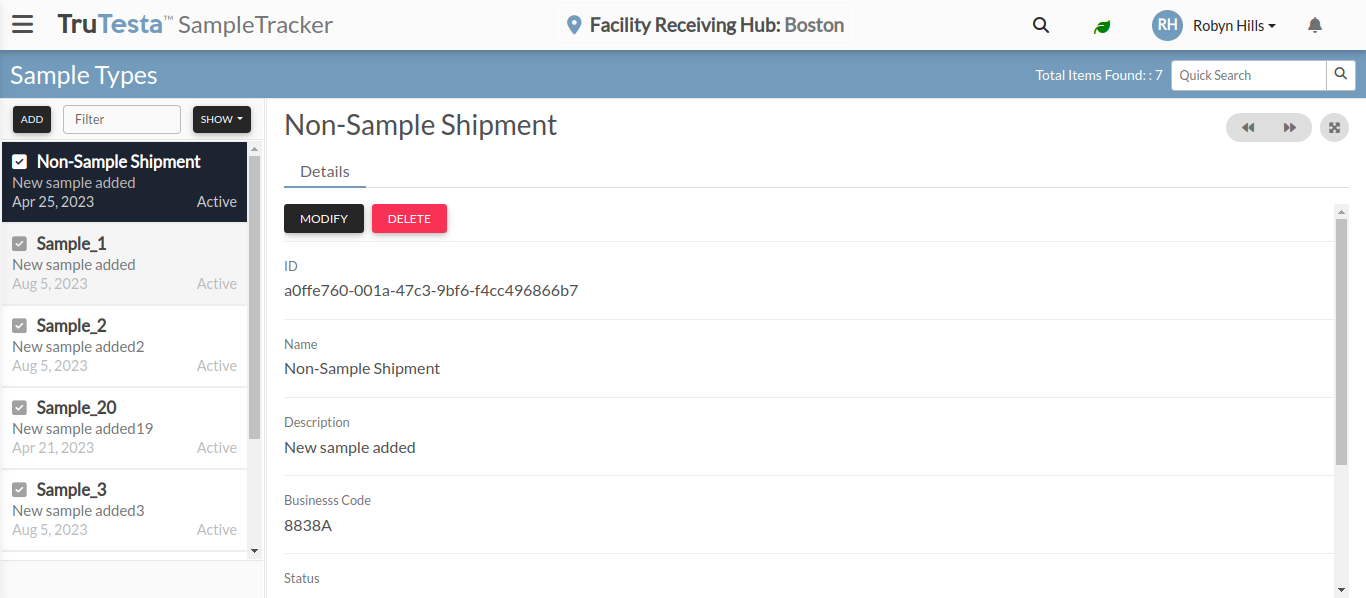 TruTesta™ SampleTracker
Facility Receiving Hub: Boston
RH
Robyn Hills
Sample Types
Total Items Found: : 7
Quick Search
ADD
Filter
SHOW
Non-Sample Shipment
New sample added
Apr 25, 2023 Active
Sample_1
New sample added
Aug 5, 2023 Active
Sample_2
New sample added2
Aug 5, 2023 Active
Sample_20
New sample added19
Apr 21, 2023 Active
Sample_3
New sample added3
Aug 5, 2023 Active
Non-Sample Shipment
Details
MODIFY
DELETE
ID
a0ffe760-001a-47c3-9bf6-f4cc496866b7
Name
Non-Sample Shipment
Description
New sample added
Businesss Code
8838A
Status